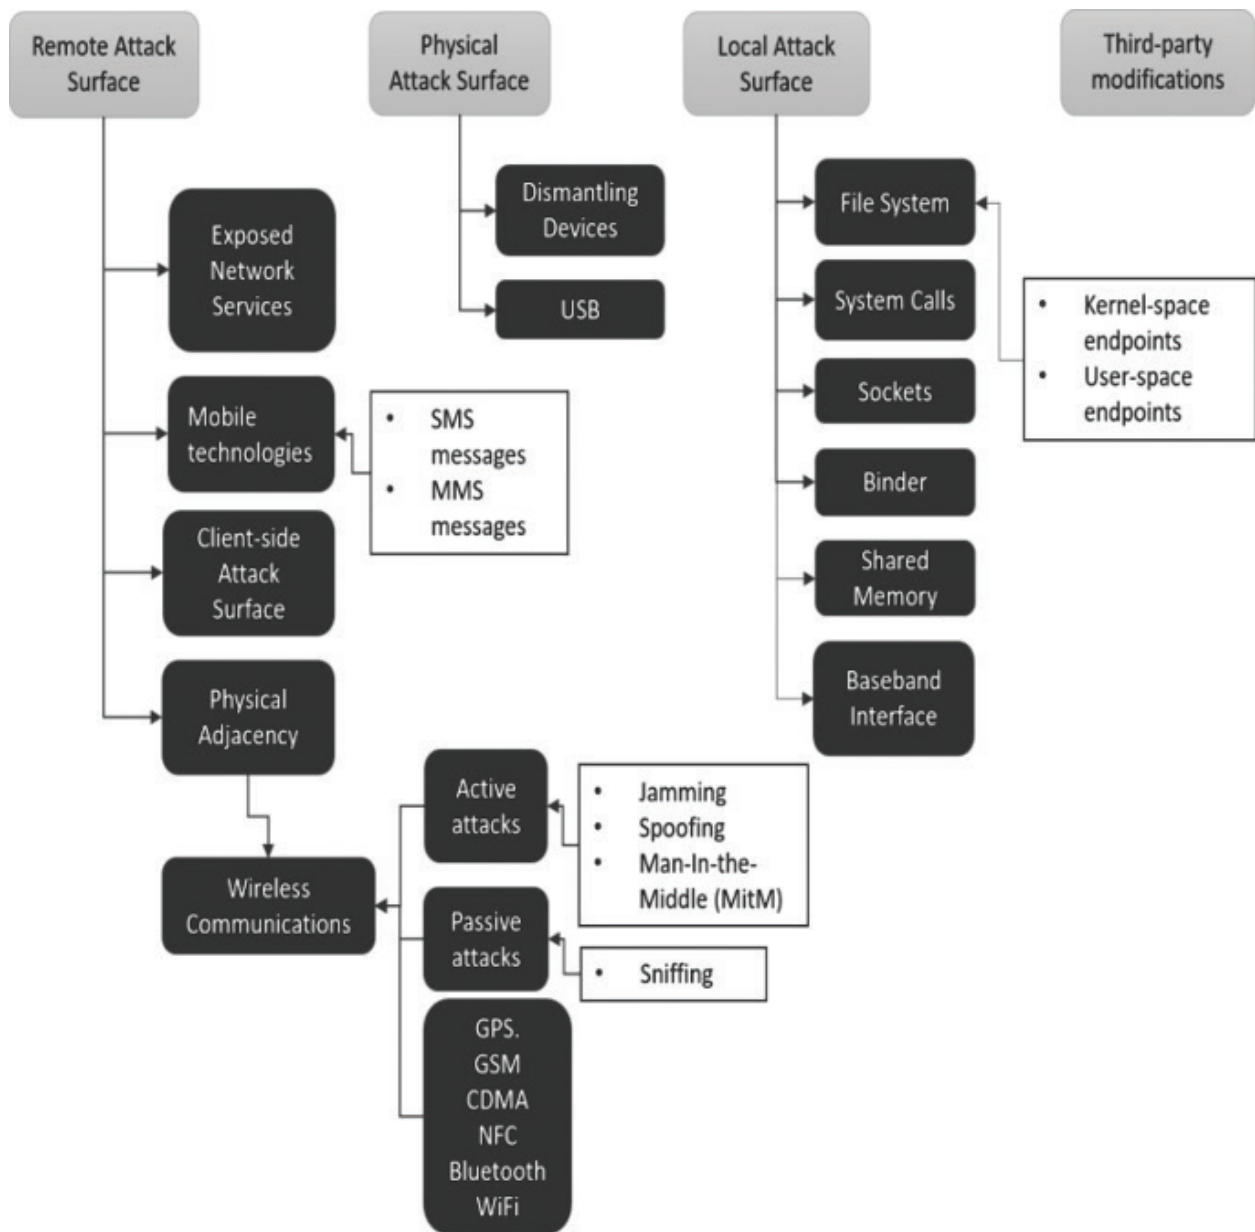 Remote Attack
Surface
Physical
Attack Surface
Local Attack
Surface
Third-party
modifications
Exposed
Network
Services
Mobile
technologies
• SMS
messages
• MMS
messages
Client-side
Attack
Surface
Physical
Adjacency
Wireless
Communications
Active
attacks
• Jamming
• Spoofing
• Man-In-the-
Middle (MitM)
Passive
attacks
• Sniffing
GPS.
GSM
CDMA
NFC
Bluetooth
WiFi
Dismantling
Devices
USB
File System
System Calls
Sockets
Binder
Shared
Memory
Baseband
Interface
• Kernel-space
endpoints
• User-space
endpoints